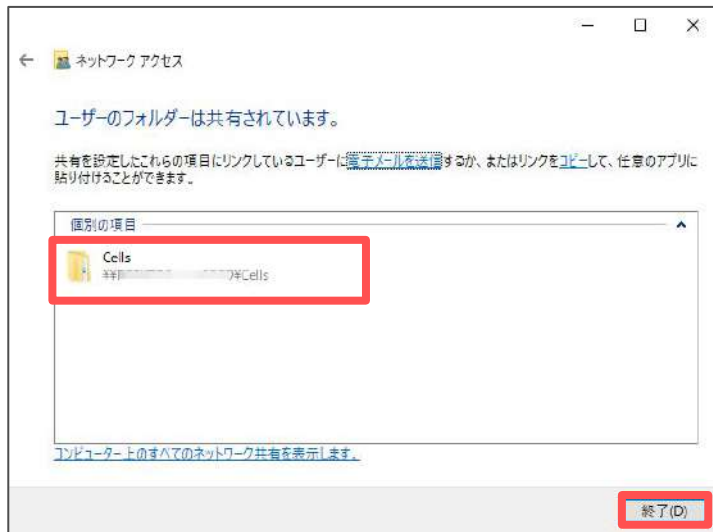 ネットワーク アクセス
ユーザーのフォルダーは共有されています。
共有を設定したこれらの項目にリンクしているユーザーに電子メールを送信するか、またはリンクをコピーして、任意のアプリに
貼り付けることができます。
個別の項目
Cells
¥Cells
コンピューター上のすべてのネットワーク共有を表示します。
終了(D)